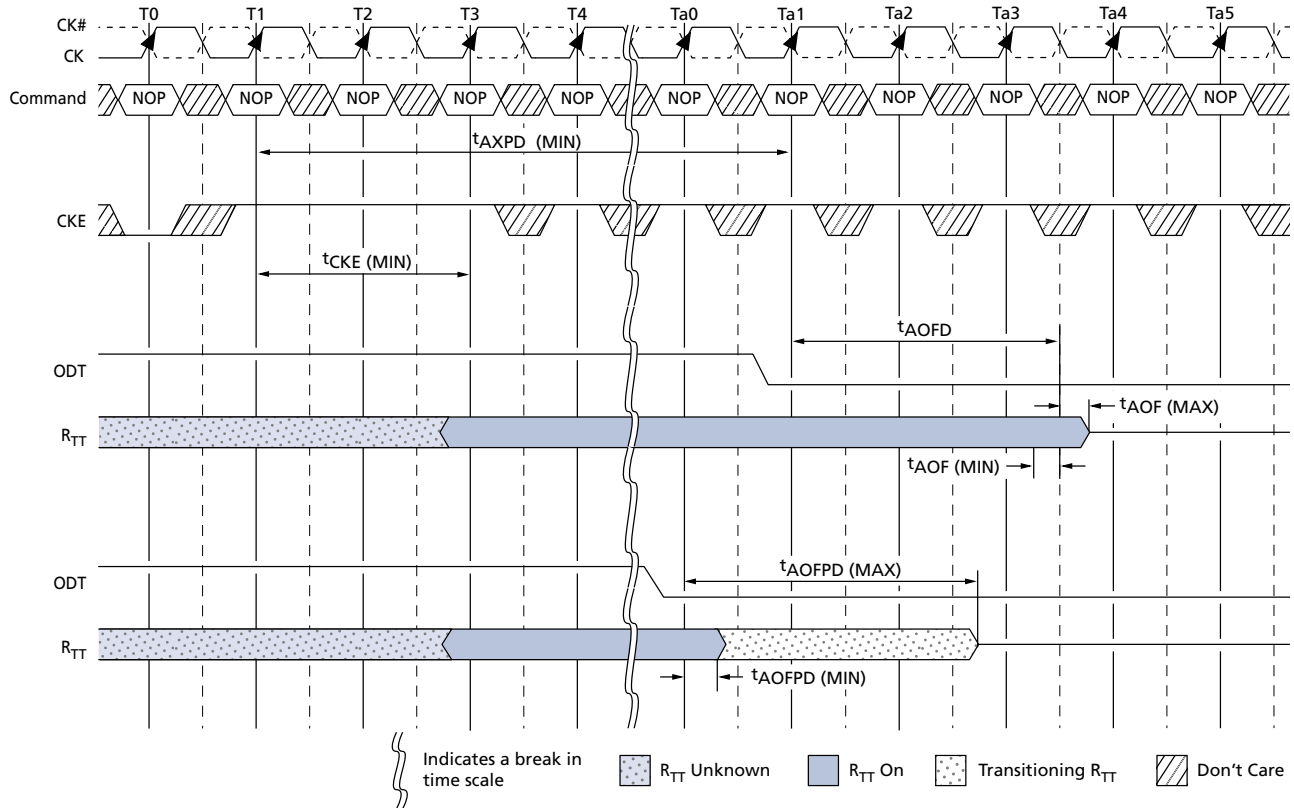 T0 T1 T2 T3 T4 Ta0 Ta1 Ta2 Ta3 Ta4 Ta5
CK#
CK
Command NOP NOP NOP NOP NOP NOP NOP NOP NOP NOP NOP
tAXPD (MIN)
CKE
tCKE (MIN)
tAOFD
ODT
tAOF (MAX)
RTT
tAOF (MIN)
tAOFPD (MAX)
ODT
RTT
tAOFPD (MIN)
Indicates a break in
time scale
RTT Unknown
RTT On
Transitioning RTT
Don't Care